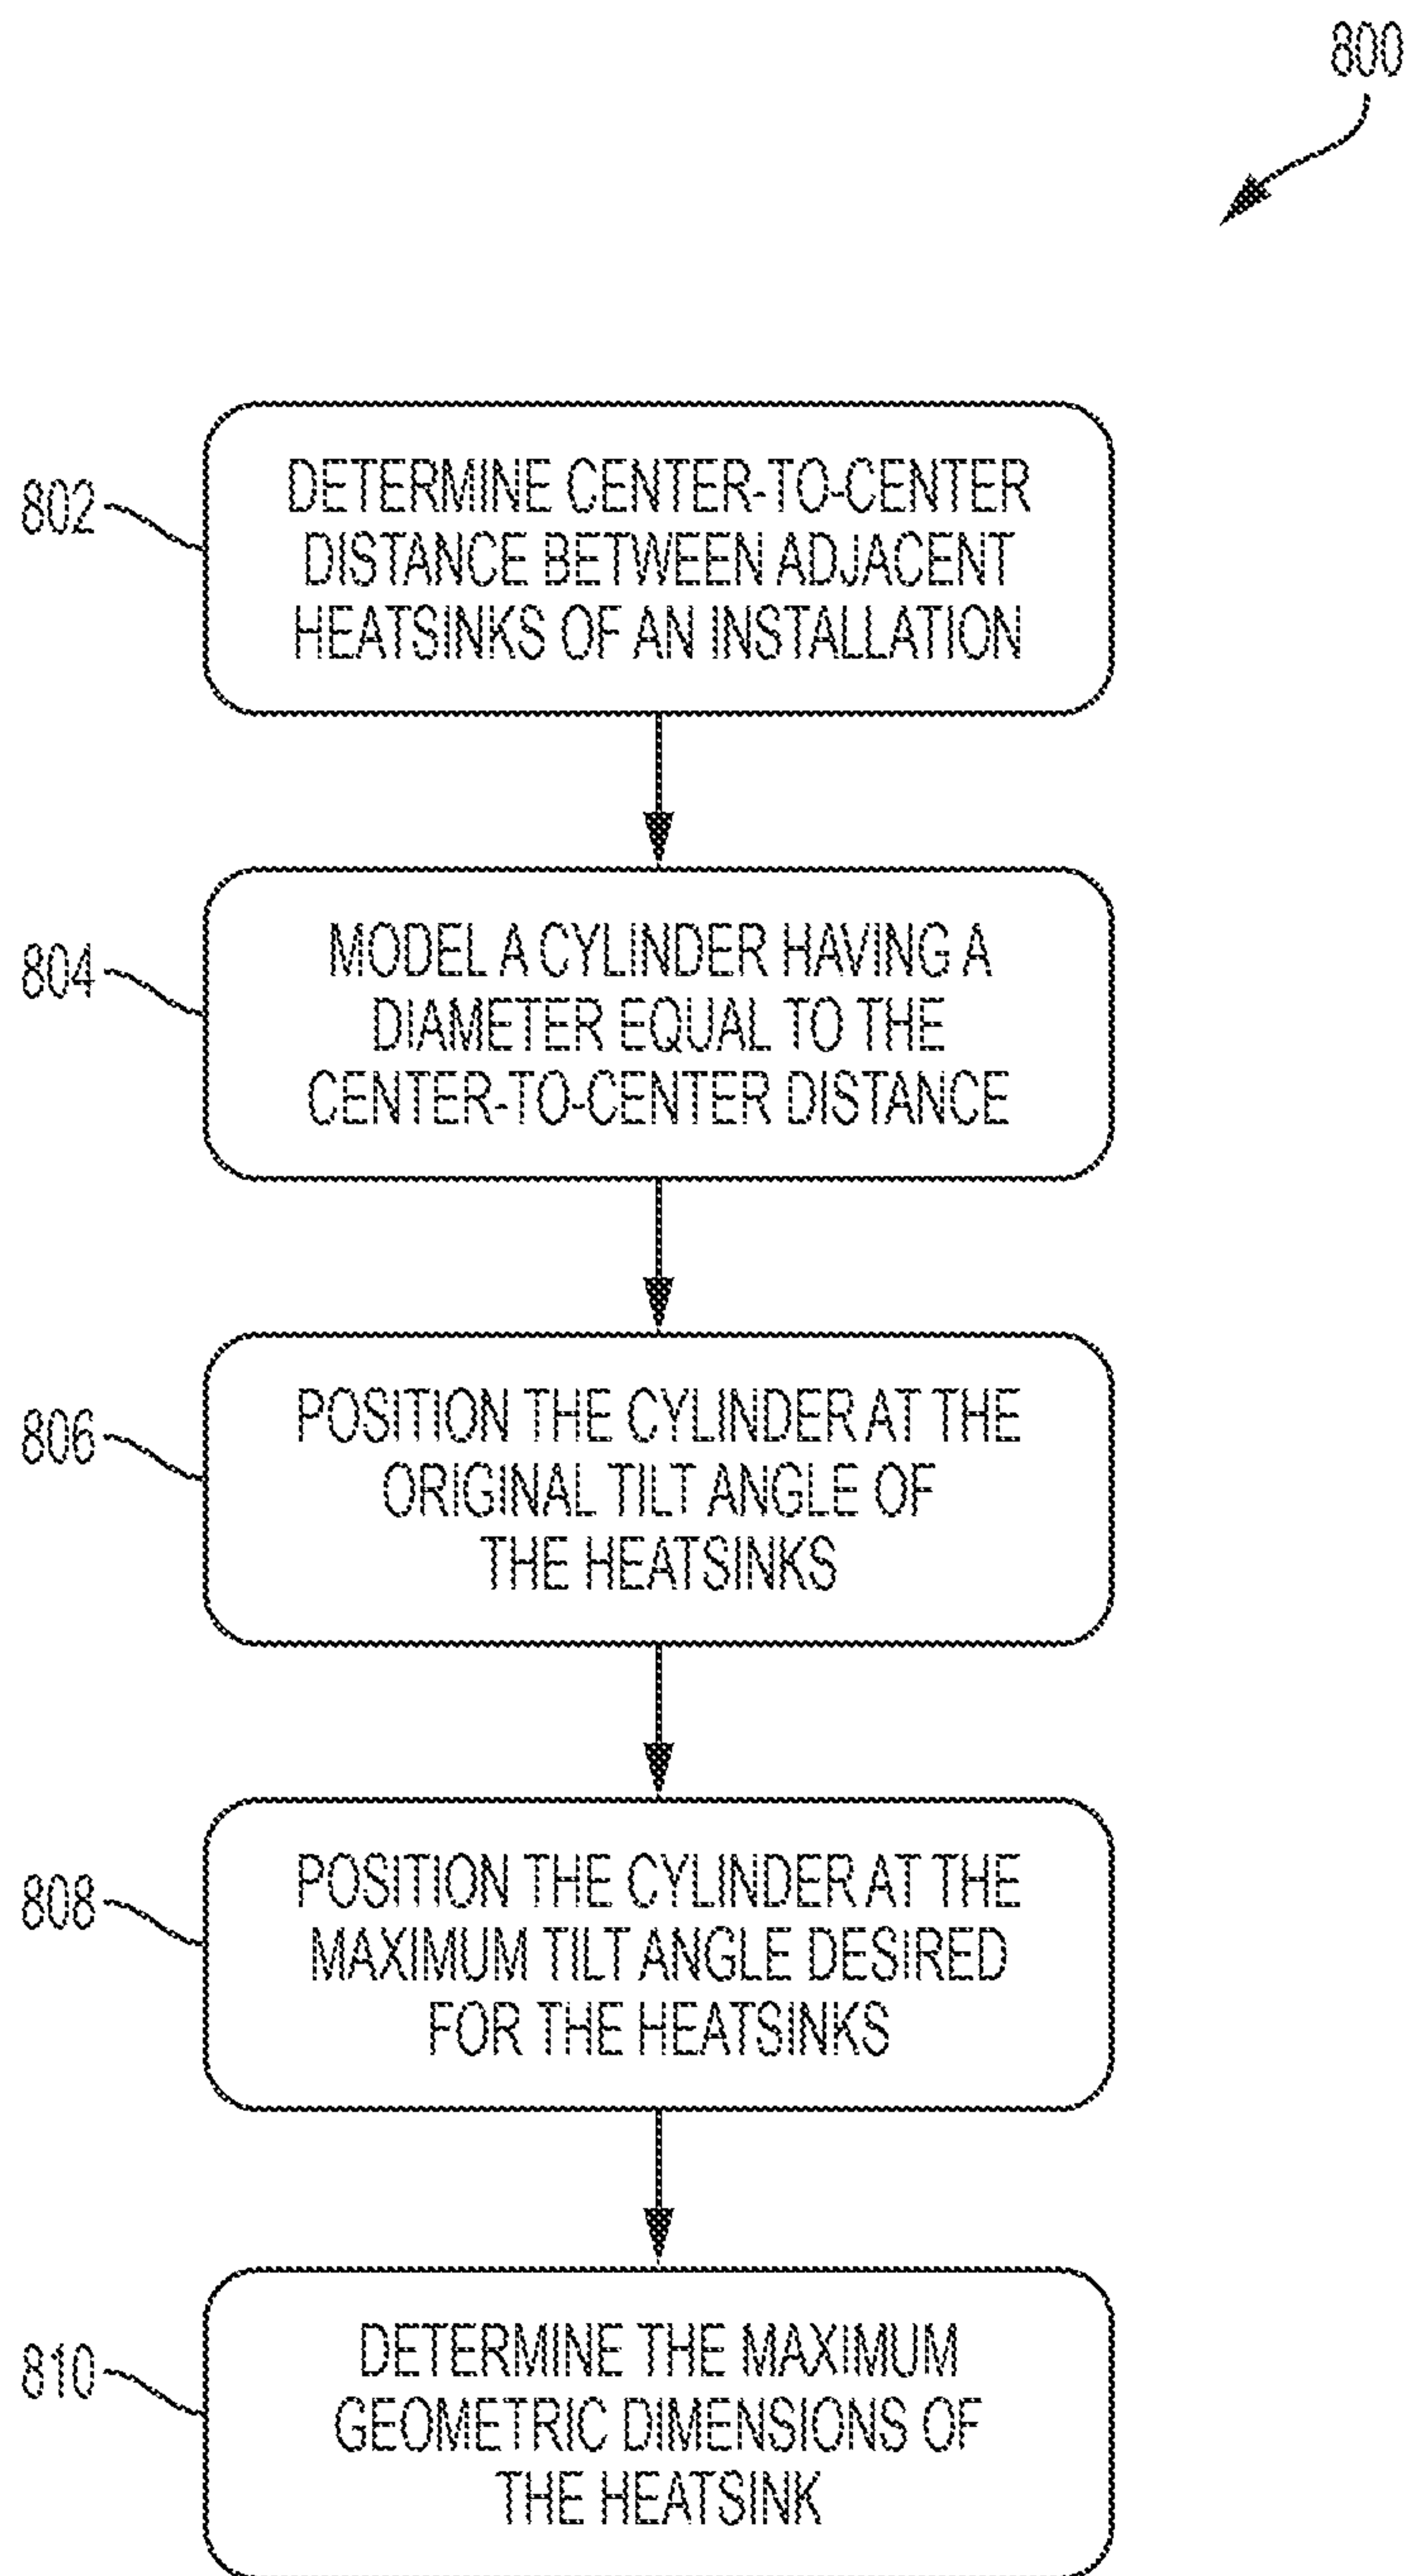 800
802
DETERMINE CENTER-TO-CENTER
DISTANCE BETWEEN ADJACENT
HEATSINKS OF AN INSTALLATION
804
MODEL A CYLINDER HAVING A
DIAMETER EQUAL TO THE
CENTER-TO-CENTER DISTANCE
806
POSITION THE CYLINDER AT THE
ORIGINAL TILT ANGLE OF
THE HEATSINKS
808
POSITION THE CYLINDER AT THE
MAXIMUM TILT ANGLE DESIRED
FOR THE HEATSINKS
810
DETERMINE THE MAXIMUM
GEOMETRIC DIMENSIONS OF
THE HEATSINK